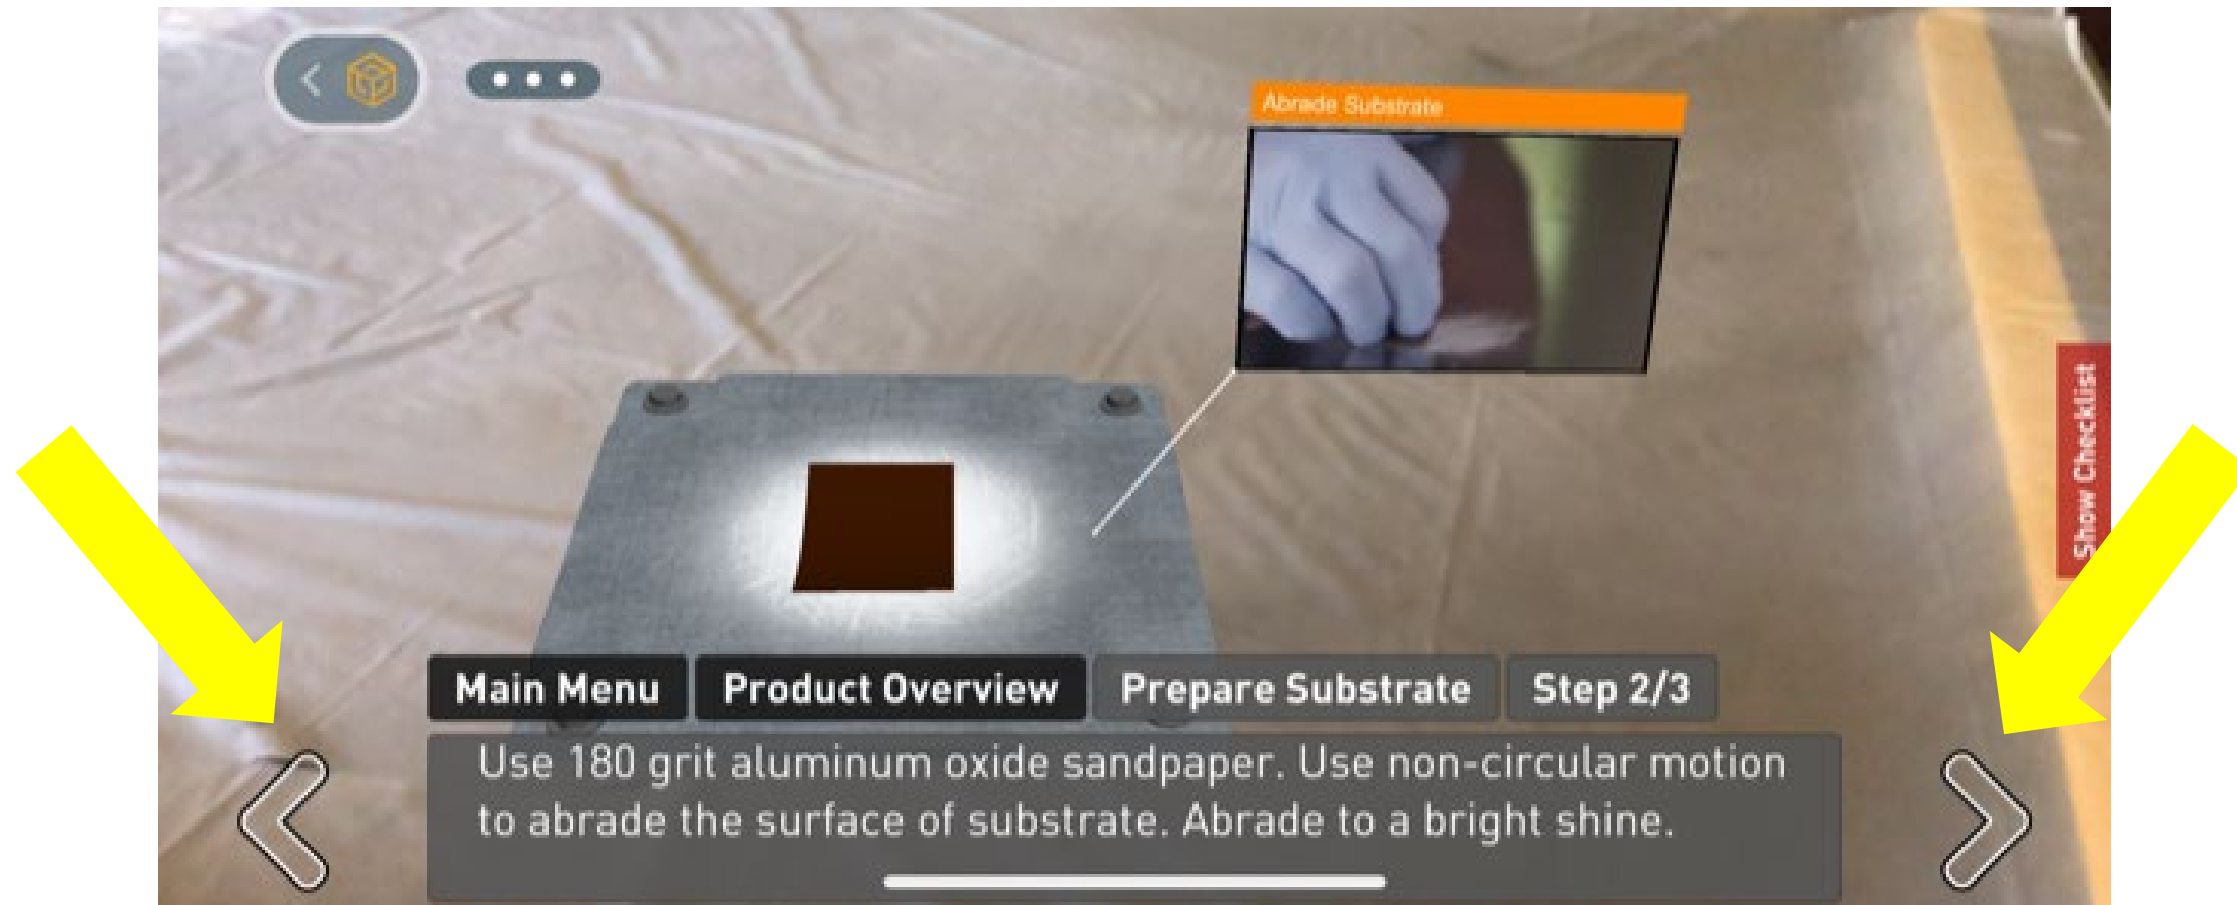 Abrade Substrate
Show Checklist
Main Menu
Product Overview
Prepare Substrate
Step 2/3
Use 180 grit aluminum oxide sandpaper. Use non-circular motion
to abrade the surface of substrate. Abrade to a bright shine.